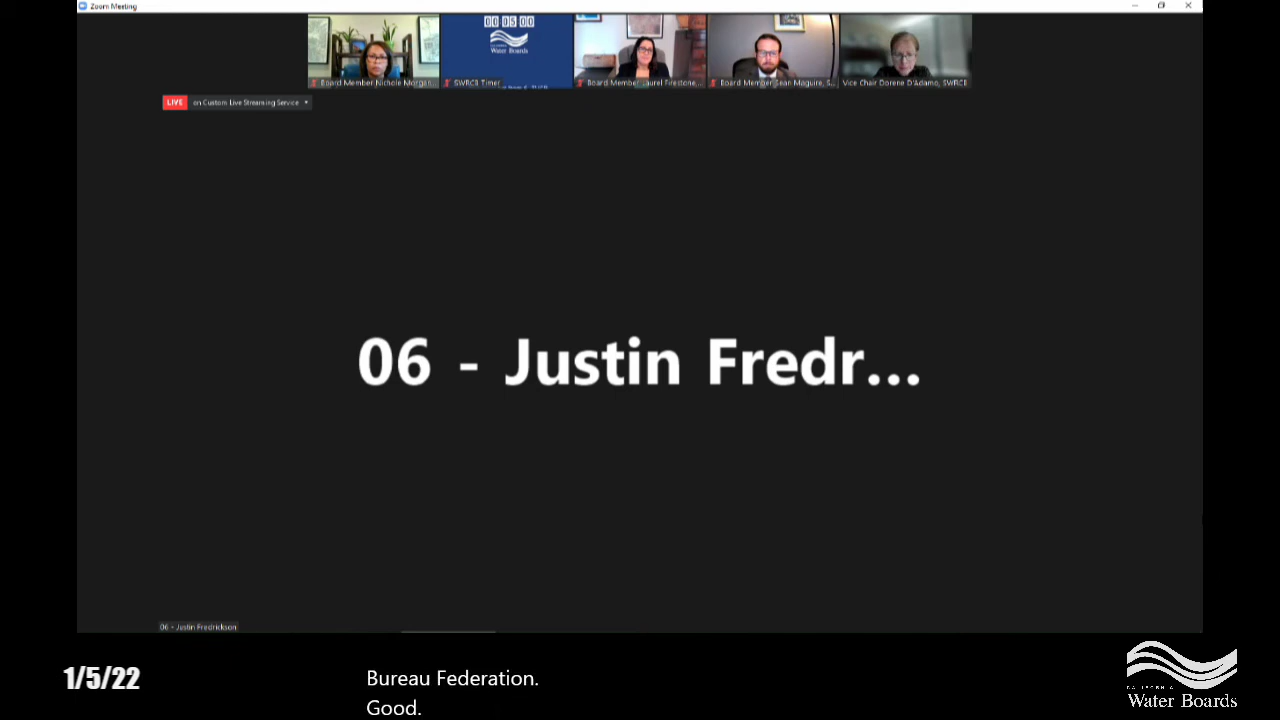 Zoom Meeting
00:05:00
Water Boards
Board Member Nichole Morgan...
SWRCB Timer
Board Member Laurel Firestone,...
Board Member Sean Maguire, S...
Vice Chair Dorene D'Adamo, SWRCB
LIVE on Custom Live Streaming Service
06 - Justin Fredr...
06 - Justin Fredrickson
1/5/22
Bureau Federation.
Good.
CALIFORNIA
Water Boards